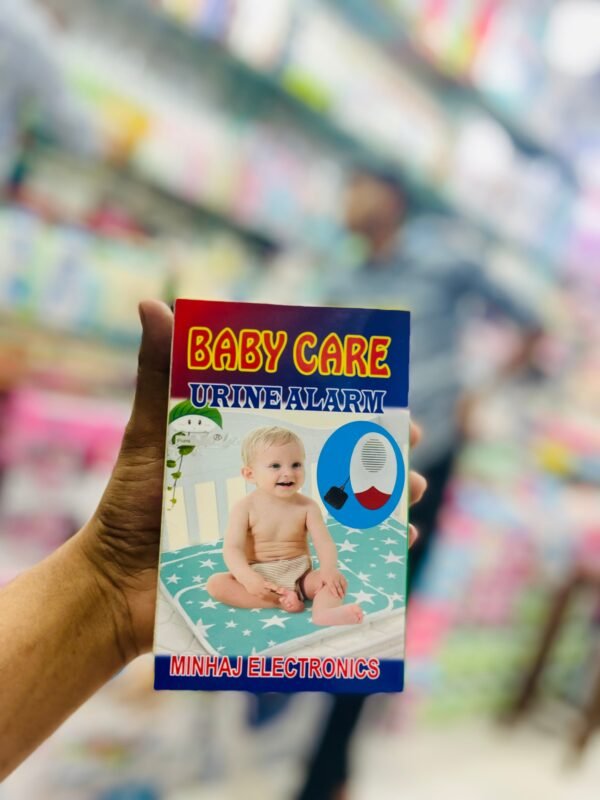 BABY CARE
URINE ALARM
MINHAJ ELECTRONICS